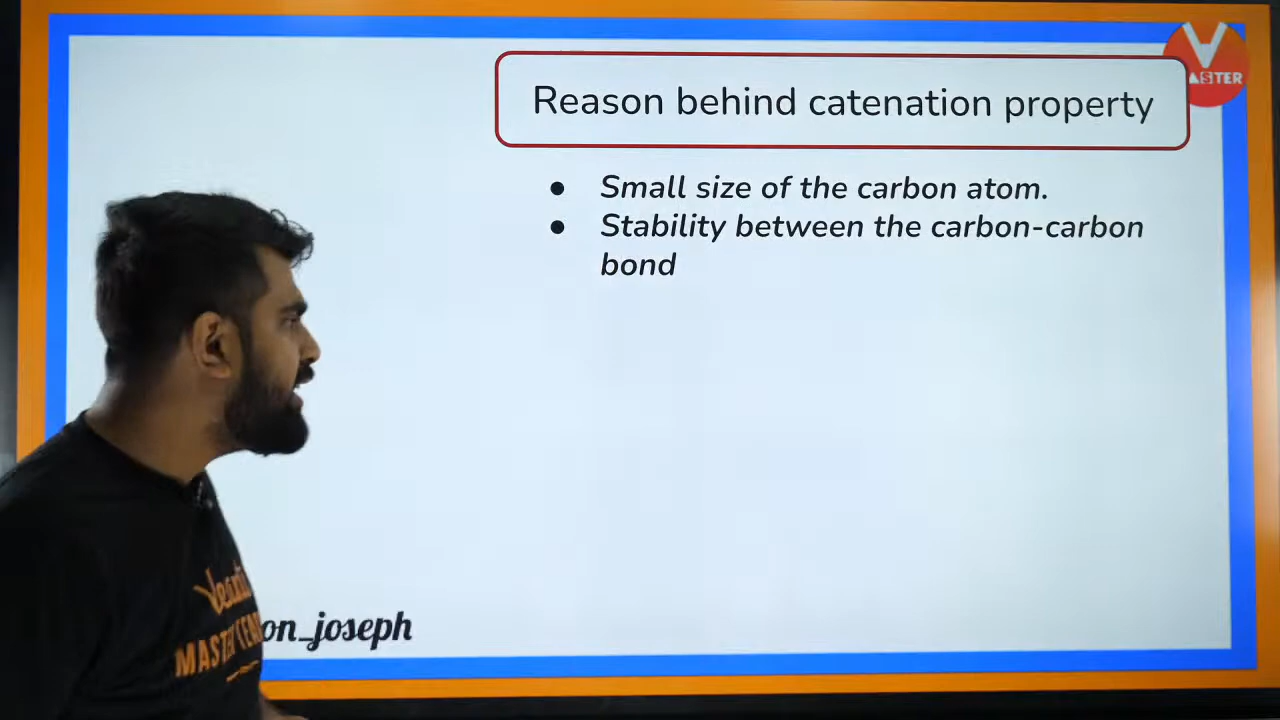 Reason behind catenation property
● Small size of the carbon atom.
● Stability between the carbon-carbon
bond
on_joseph
MASTER